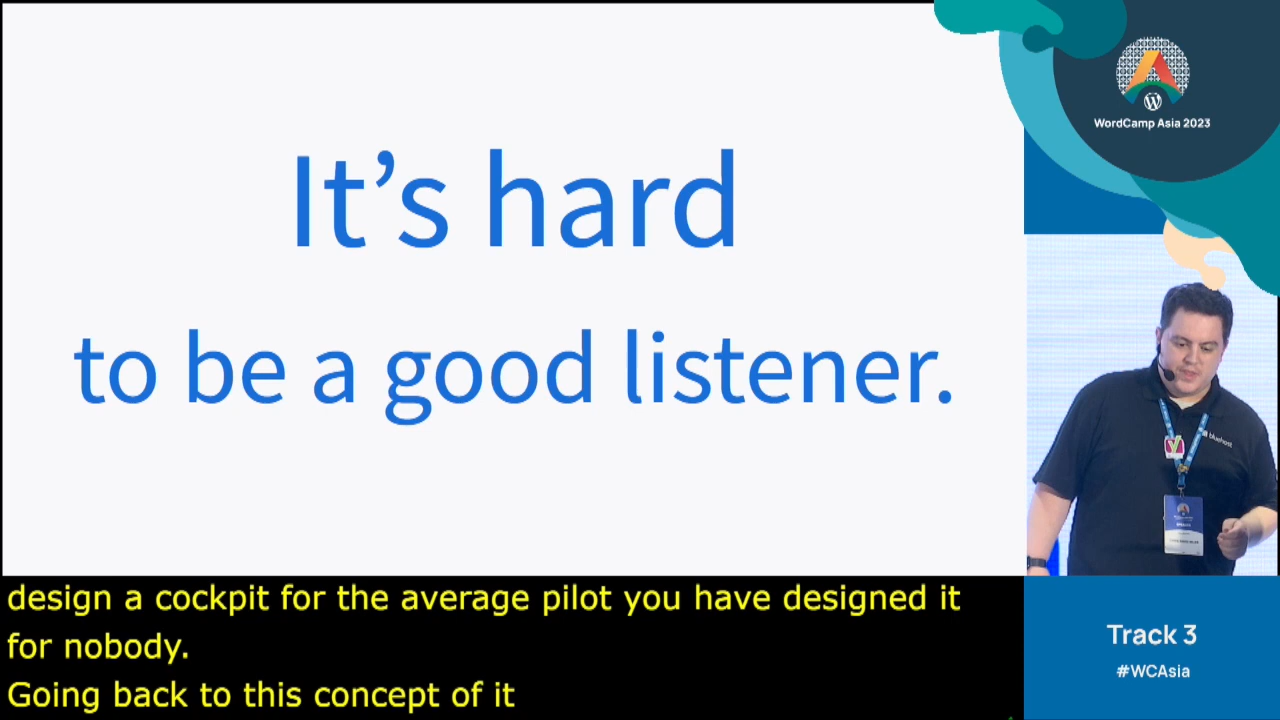 It's hard
to be a good listener.
WordCamp Asia 2023
bluehost
design a cockpit for the average pilot you have designed it
for nobody.
Going back to this concept of it
Track 3
#WCAsia